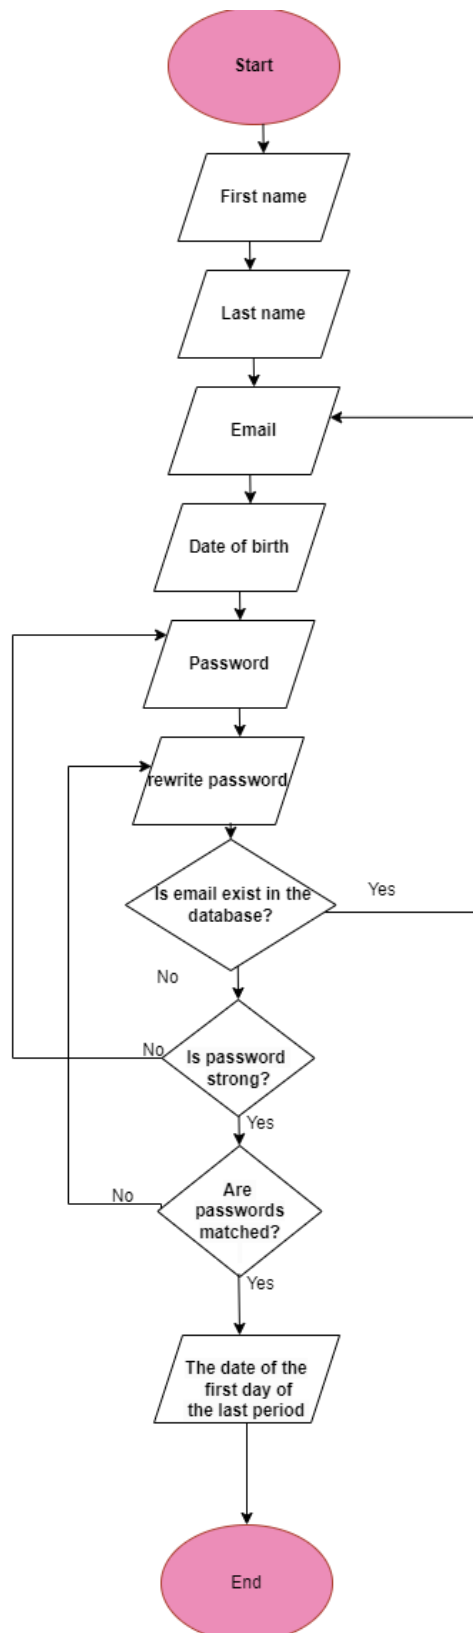 Start
First name
Last name
Email
Date of birth
Password
rewrite password
Is email exist in the
database?
Yes
No
Is password
strong?
No
Yes
Are
passwords
matched?
No
Yes
The date of the
first day of
the last period
End